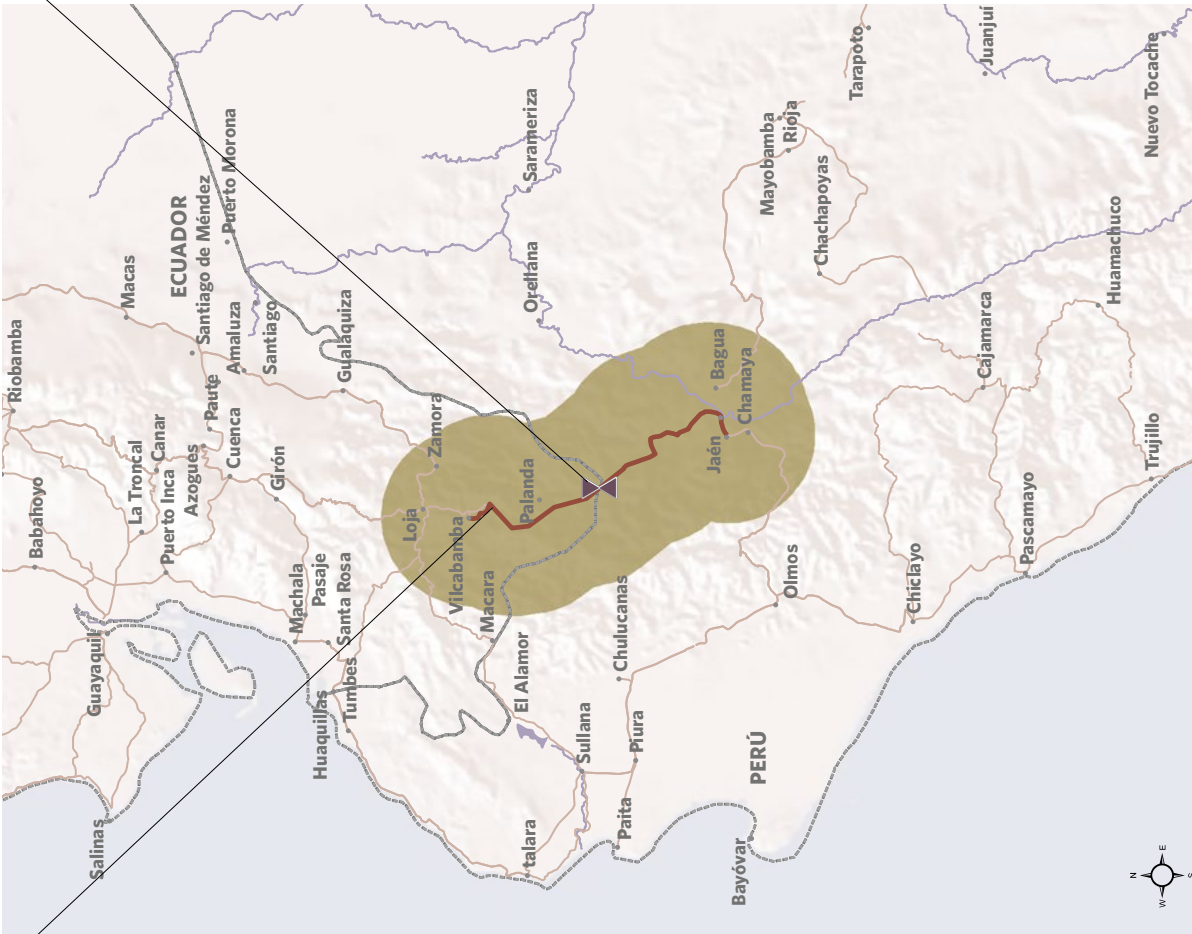 Salinas
Guayaquil
Babahoyo
Riobamba
La Troncal
Puerto Inca
Canar
Azogues
Paute
Cuenca
Girón
Macas
ECUADOR
Santiago de Méndez
Puerto Morona
Amaluza
Santiago
Gualaquiza
Machala
Pasaje
Santa Rosa
Huaquillas
Tumbes
Loja
Zamora
Vilcabamba
Palanda
Macara
El Alamor
talara
Sullana
Paita
Piura
Chulucanas
Orellana
Sarameriza
Jaén
Bagua
Chamaya
Bayóvar
PERÚ
Olmos
Chiclayo
Mayobamba
Rioja
Chachapoyas
Tarapoto
Juanjuí
Nuevo Tocache
Cajamarca
Huamachuco
Pascamayo
Trujillo
N
W
E
S